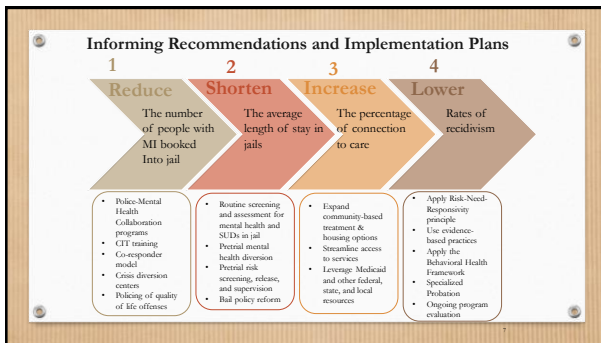 Informing Recommendations and Implementation Plans
1
Reduce
The number
of people with
MI booked
Into jail
2
Shorten
The average
length of stay in
jails
3
Increase
The percentage
of connection
to care
4
Lower
Rates of
recidivism
• Police-Mental
Health
Collaboration
programs
• CIT training
• Co-responder
model
• Crisis diversion
centers
• Policing of quality
of life offenses
• Routine screening
and assessment for
mental health and
SUDs in jail
• Pretrial mental
health diversion
• Pretrial risk
screening, release,
and supervision
• Bail policy reform
• Expand
community-based
treatment &
housing options
• Streamline access
to services
• Leverage Medicaid
and other federal,
state, and local
resources
• Apply Risk-Need-
Responsivity
principle
• Use evidence-
based practices
• Apply the
Behavioral Health
Framework
• Specialized
Probation
• Ongoing program
evaluation
7